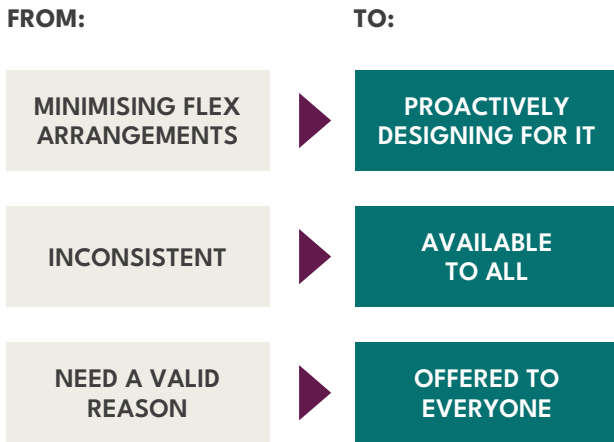 FROM:
TO:
MINIMISING FLEX
ARRANGEMENTS
PROACTIVELY
DESIGNING FOR IT
INCONSISTENT
AVAILABLE
TO ALL
NEED A VALID
REASON
OFFERED TO
EVERYONE